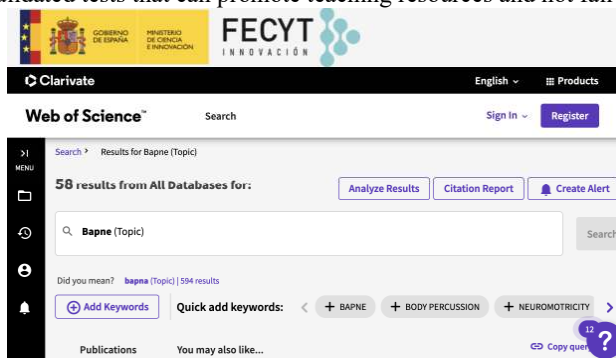 GOBIERNO DE ESPAÑA
MINISTERIO DE CIENCIA E INNOVACIÓN
FECYT
INNOVACIÓN
Clarivate English Products
Web of Science™ Search Sign In Register
MENU
Search > Results for Bapne (Topic)
58 results from All Databases for:
Analyze Results Citation Report Create Alert
Bapne (Topic) Search
Did you mean? bapna (Topic) | 594 results
Add Keywords Quick add keywords: < + BAPNE + BODY PERCUSSION + NEUROMOTRICITY >
12 ?
Publications You may also like... Copy